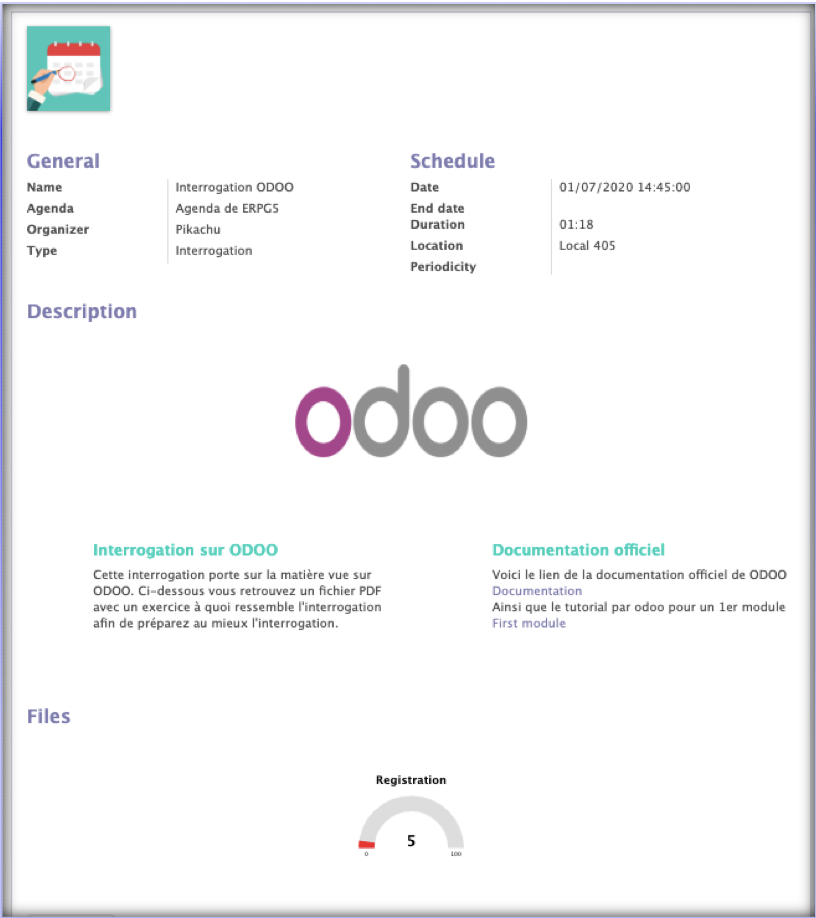 General
Name Interrogation ODOO
Agenda Agenda de ERPG5
Organizer Pikachu
Type Interrogation
Schedule
Date 01/07/2020 14:45:00
End date
Duration 01:18
Location Local 405
Periodicity
Description
odoo
Interrogation sur ODOO
Cette interrogation porte sur la matière vue sur
ODOO. Ci-dessous vous retrouvez un fichier PDF
avec un exercice à quoi ressemble l'interrogation
afin de préparez au mieux l'interrogation.
Documentation officiel
Voici le lien de la documentation officiel de ODOO
Documentation
Ainsi que le tutorial par odoo pour un 1er module
First module
Files
Registration
5
0 100